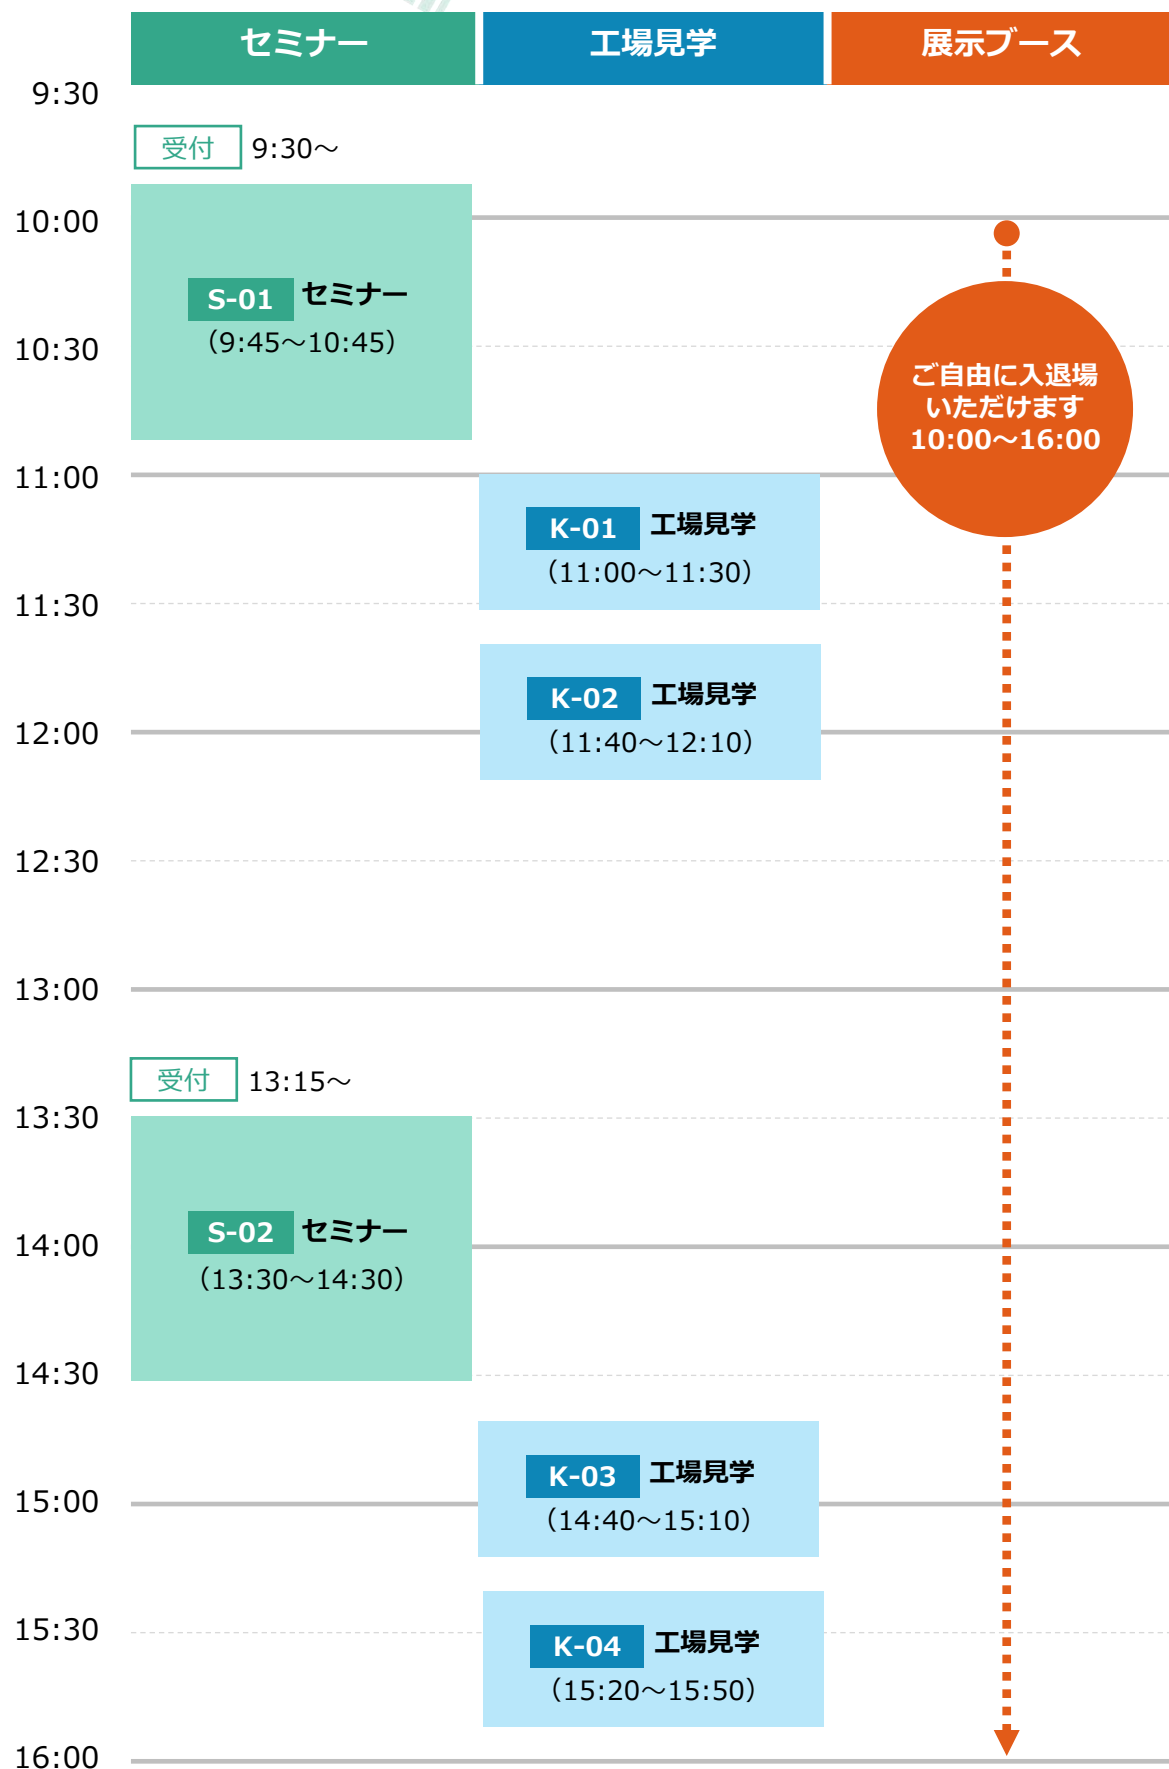 セミナー
工場見学
展示ブース
9:30
受付 9:30～
10:00
S-01 セミナー
（9:45～10:45）
10:30
ご自由に入退場
いただけます
10:00～16:00
11:00
K-01 工場見学
（11:00～11:30）
11:30
K-02 工場見学
（11:40～12:10）
12:00
12:30
13:00
受付 13:15～
13:30
S-02 セミナー
（13:30～14:30）
14:00
14:30
K-03 工場見学
（14:40～15:10）
15:00
15:30
K-04 工場見学
（15:20～15:50）
16:00